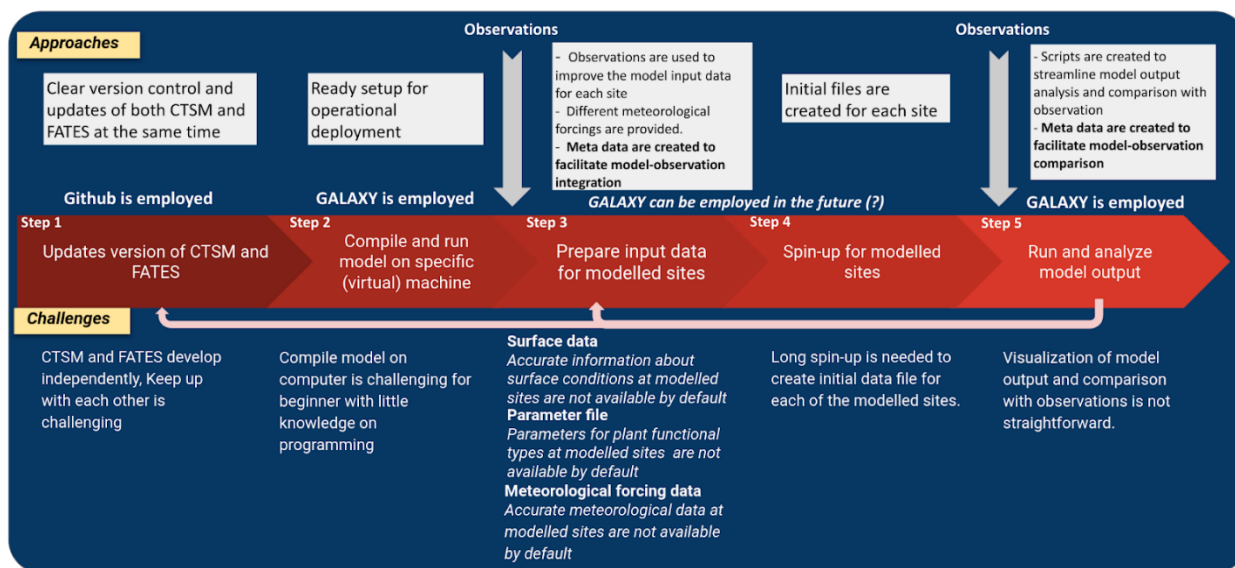 Approaches
Observations
Observations
Clear version control and
updates of both CTSM and
FATES at the same time
Ready setup for
operational
deployment
- Observations are used to
improve the model input data
for each site
- Different meteorological
forcings are provided.
- Meta data are created to
facilitate model-observation
integration
Initial files are
created for each site
- Scripts are created to
streamline model output
analysis and comparison with
observation
- Meta data are created to
facilitate model-observation
comparison
Github is employed
GALAXY is employed
GALAXY can be employed in the future (?)
GALAXY is employed
Step 1
Updates version of CTSM and
FATES
Step 2
Compile and run
model on specific
(virtual) machine
Step 3
Prepare input data
for modelled sites
Step 4
Spin-up for modelled
sites
Step 5
Run and analyze
model output
Challenges
CTSM and FATES develop
independently, Keep up
with each other is
challenging
Compile model on
computer is challenging for
beginner with little
knowledge on
programming
Surface data
Accurate information about
surface conditions at modelled
sites are not available by default
Parameter file
Parameters for plant functional
types at modelled sites are not
available by default
Meteorological forcing data
Accurate meteorological data at
modelled sites are not available
by default
Long spin-up is needed to
create initial data file for
each of the modelled sites.
Visualization of model
output and comparison
with observations is not
straightforward.